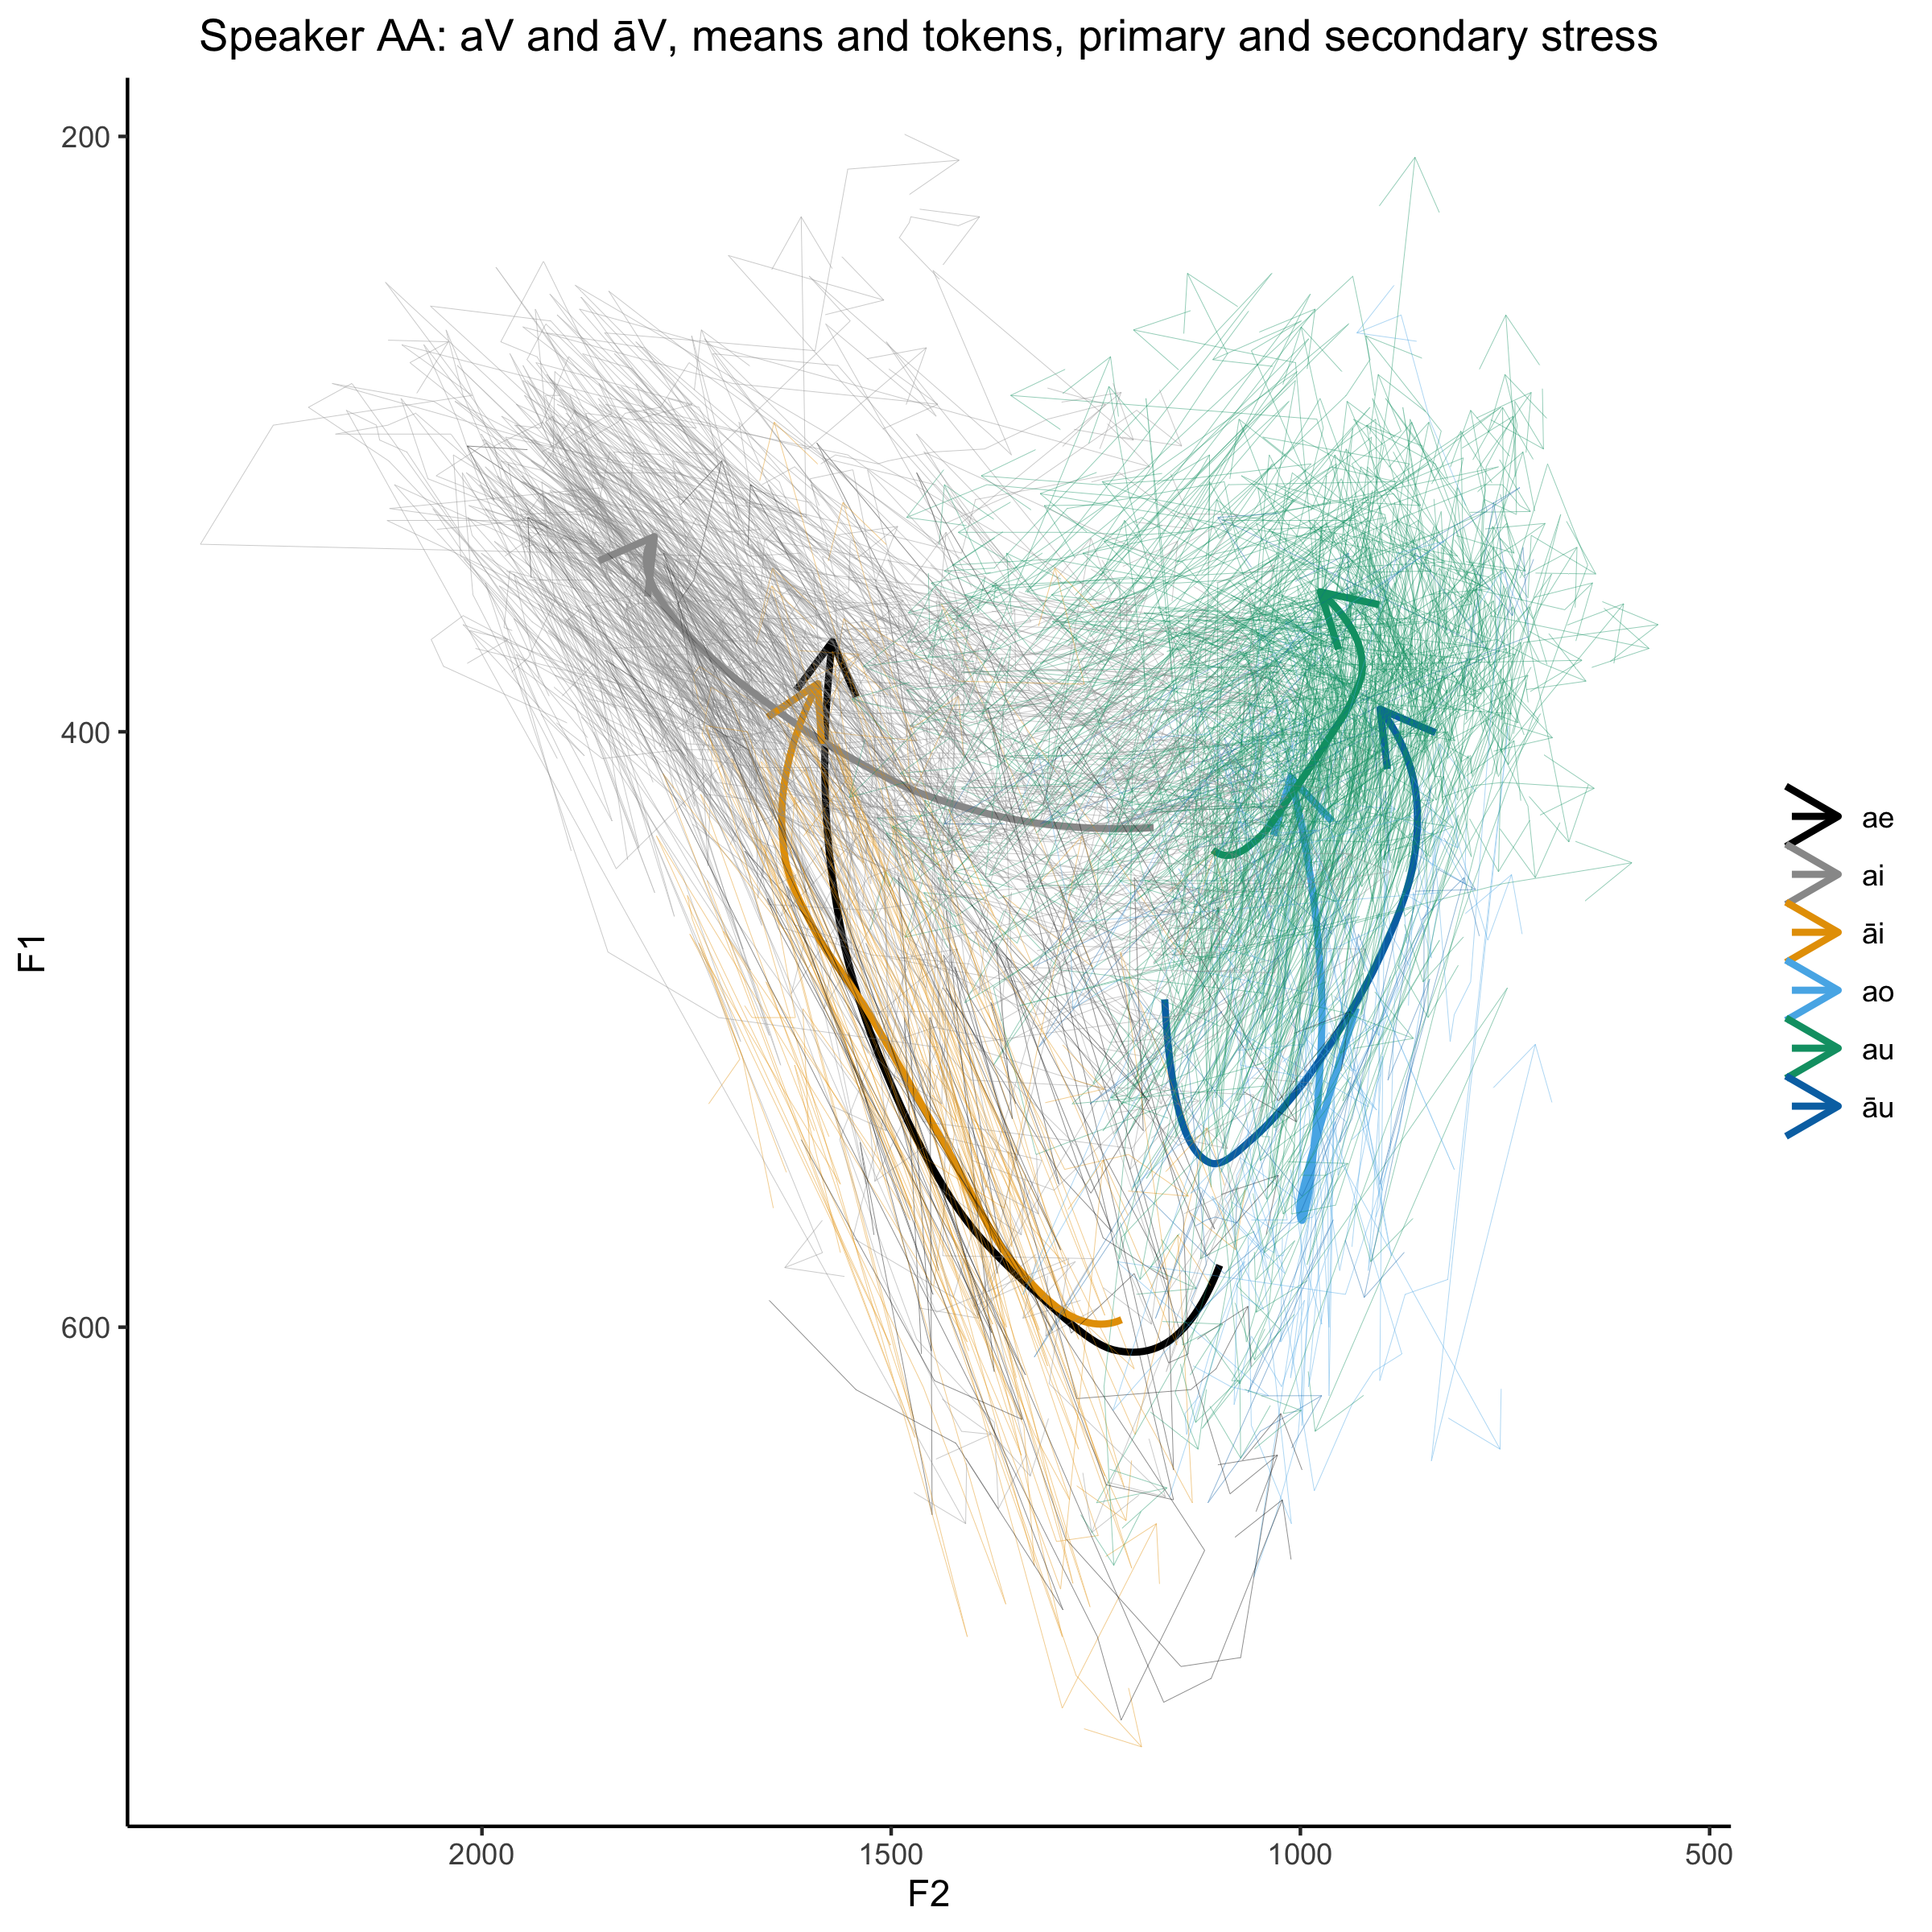 Speaker AA: aV and āV, means and tokens, primary and secondary stress
200
400
600
F1
2000
1500
1000
500
F2
ae
ai
āi
ao
au
āu